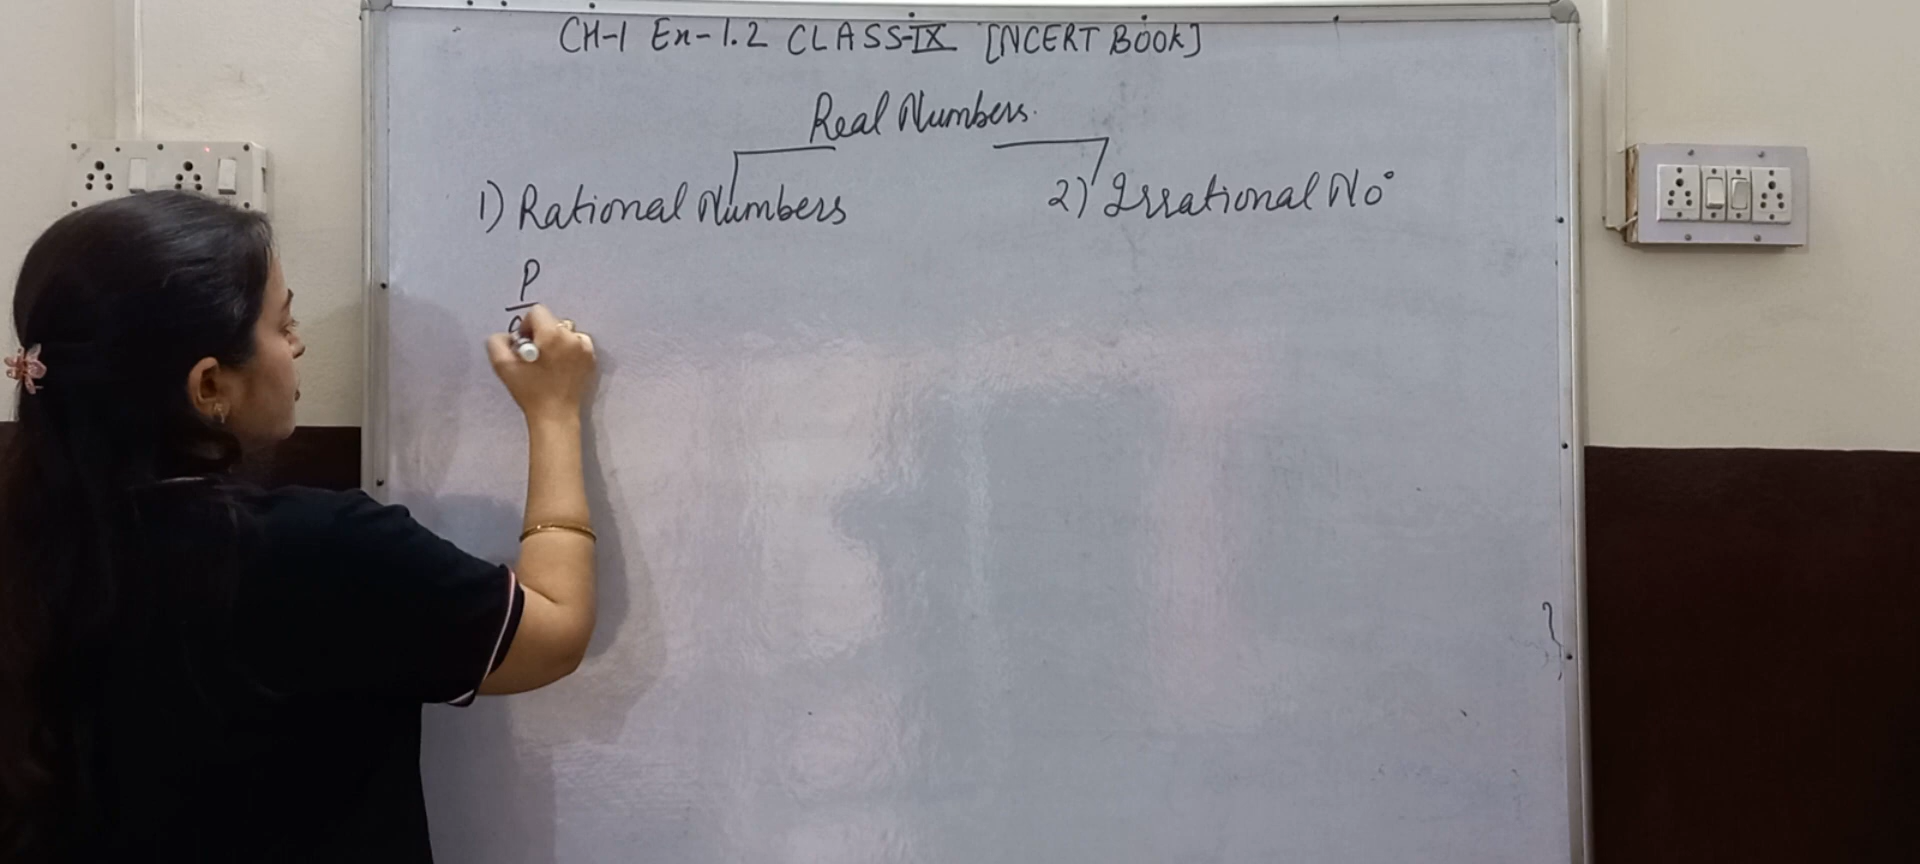 CH-1 Ex-1.2 CLASS-IX [NCERT BOOK]
Real Numbers.
1) Rational Numbers
2) Irrational No°
P